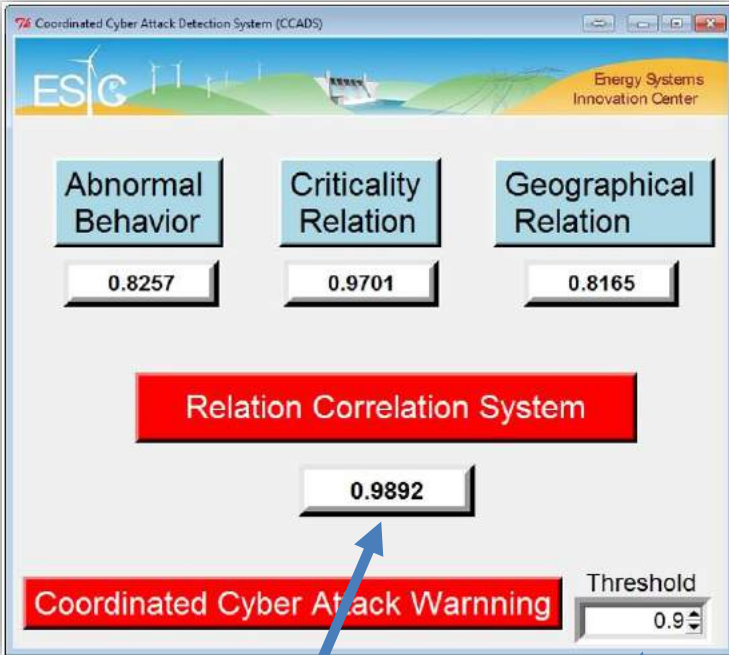 Coordinated Cyber Attack Detection System (CCADS)
ESIC
Energy Systems
Innovation Center
Abnormal Behavior
Criticality Relation
Geographical Relation
0.8257
0.9701
0.8165
Relation Correlation System
0.9892
Coordinated Cyber Attack Warnning
Threshold
0.9